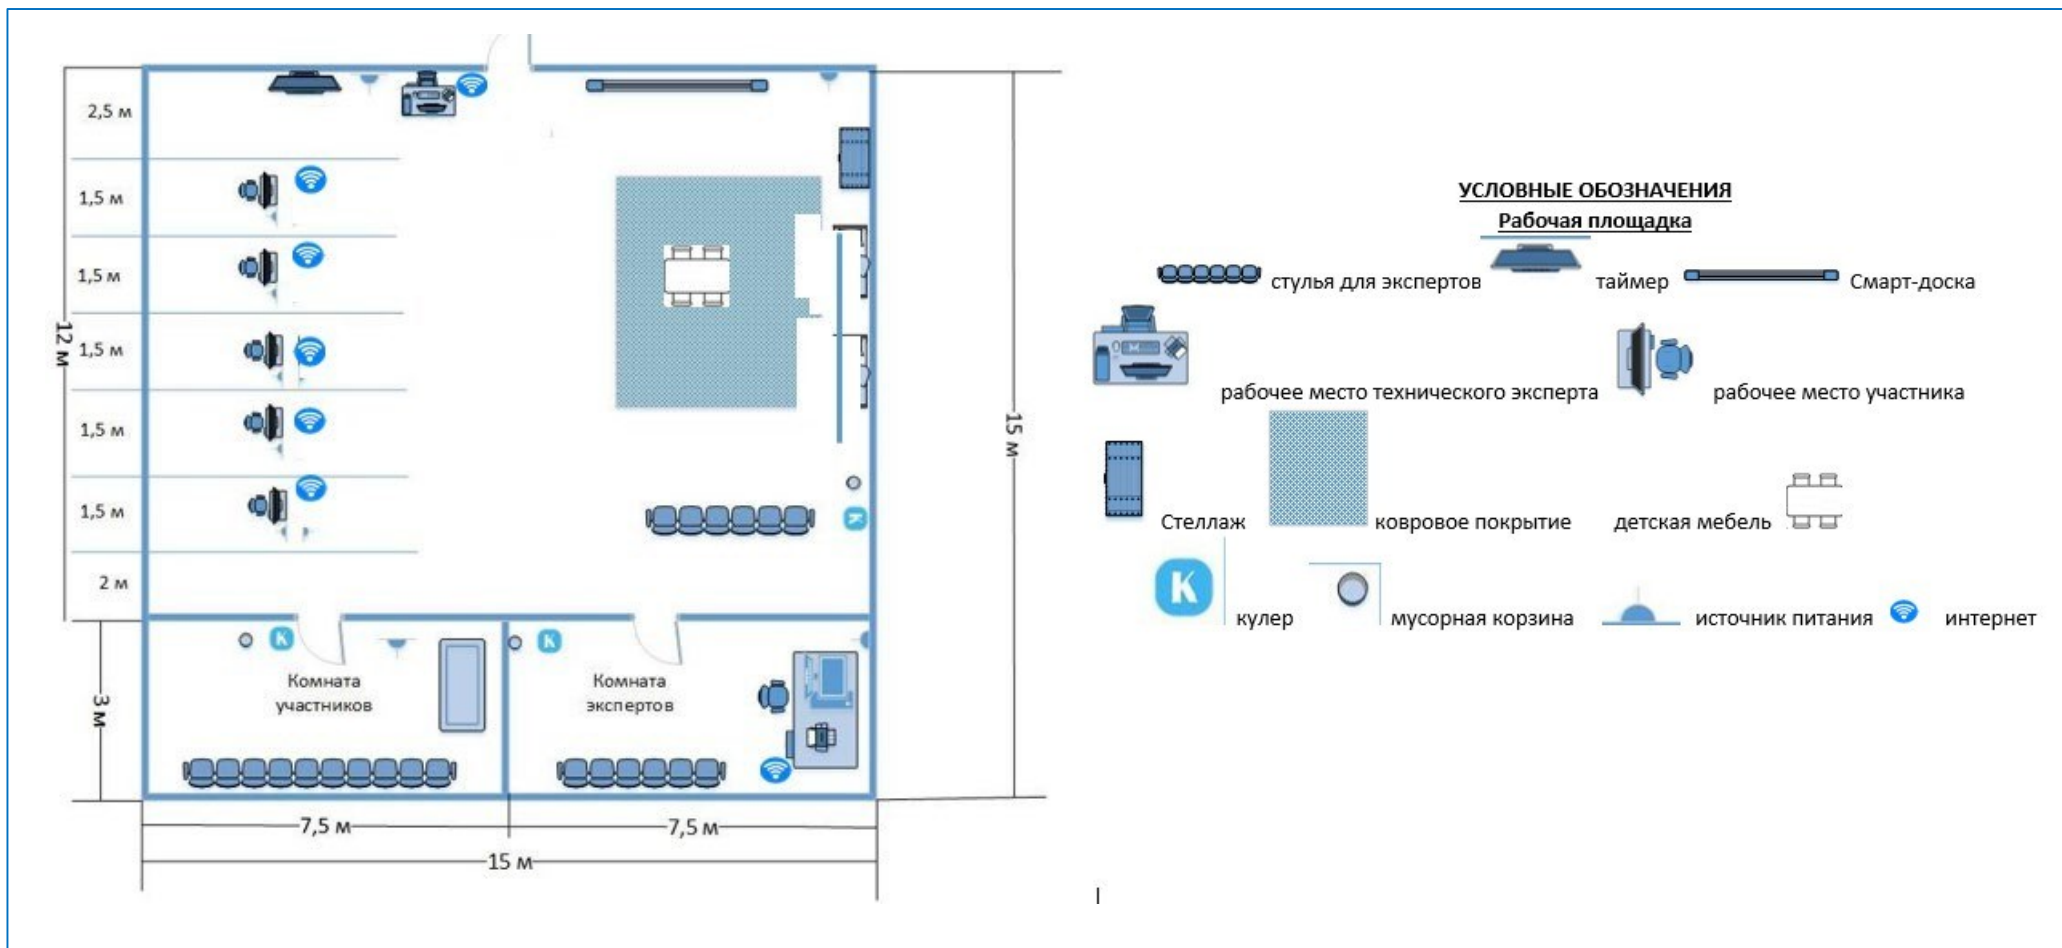 2,5 м
1,5 м
1,5 м
1,5 м
1,5 м
1,5 м
2 м
12 м
3 м
15 м
K
K
K
Комната
участников
Комната
экспертов
7,5 м
7,5 м
15 м
УСЛОВНЫЕ ОБОЗНАЧЕНИЯ
Рабочая площадка
стулья для экспертов
таймер
Смарт-доска
рабочее место технического эксперта
рабочее место участника
Стеллаж
ковровое покрытие
детская мебель
K
кулер
мусорная корзина
источник питания
интернет